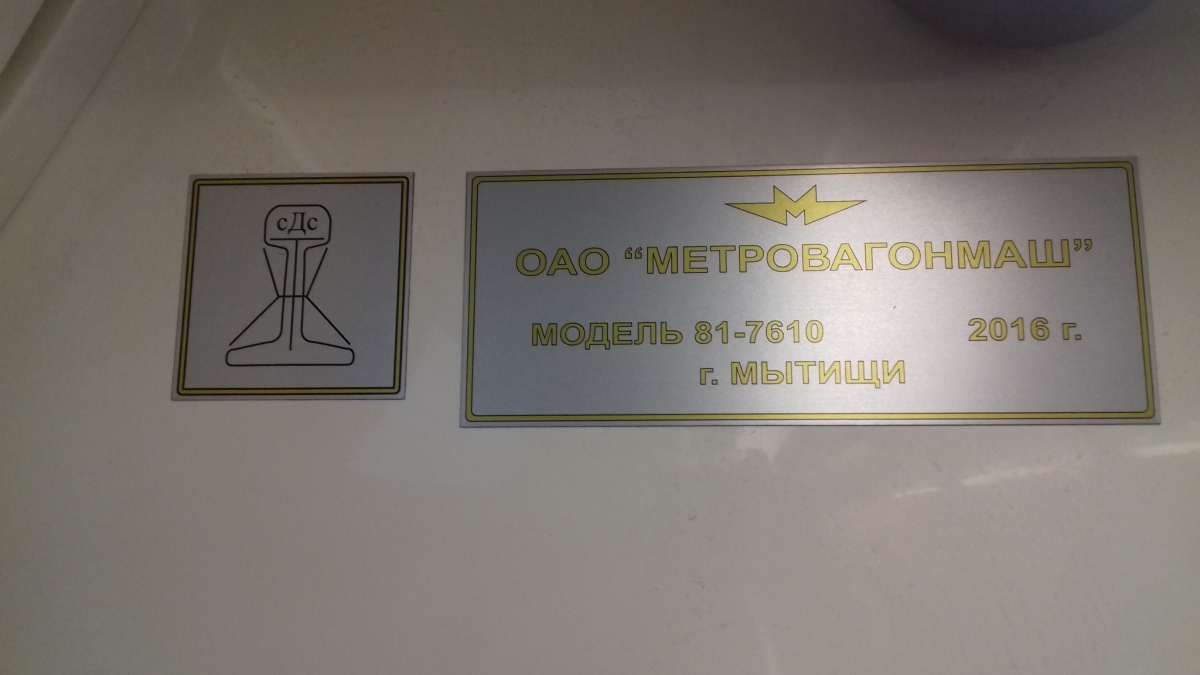 сДс
ОАО “МЕТРОВАГОНМАШ”
МОДЕЛЬ 81-7610 2016 г.
г. МЫТИЩИ